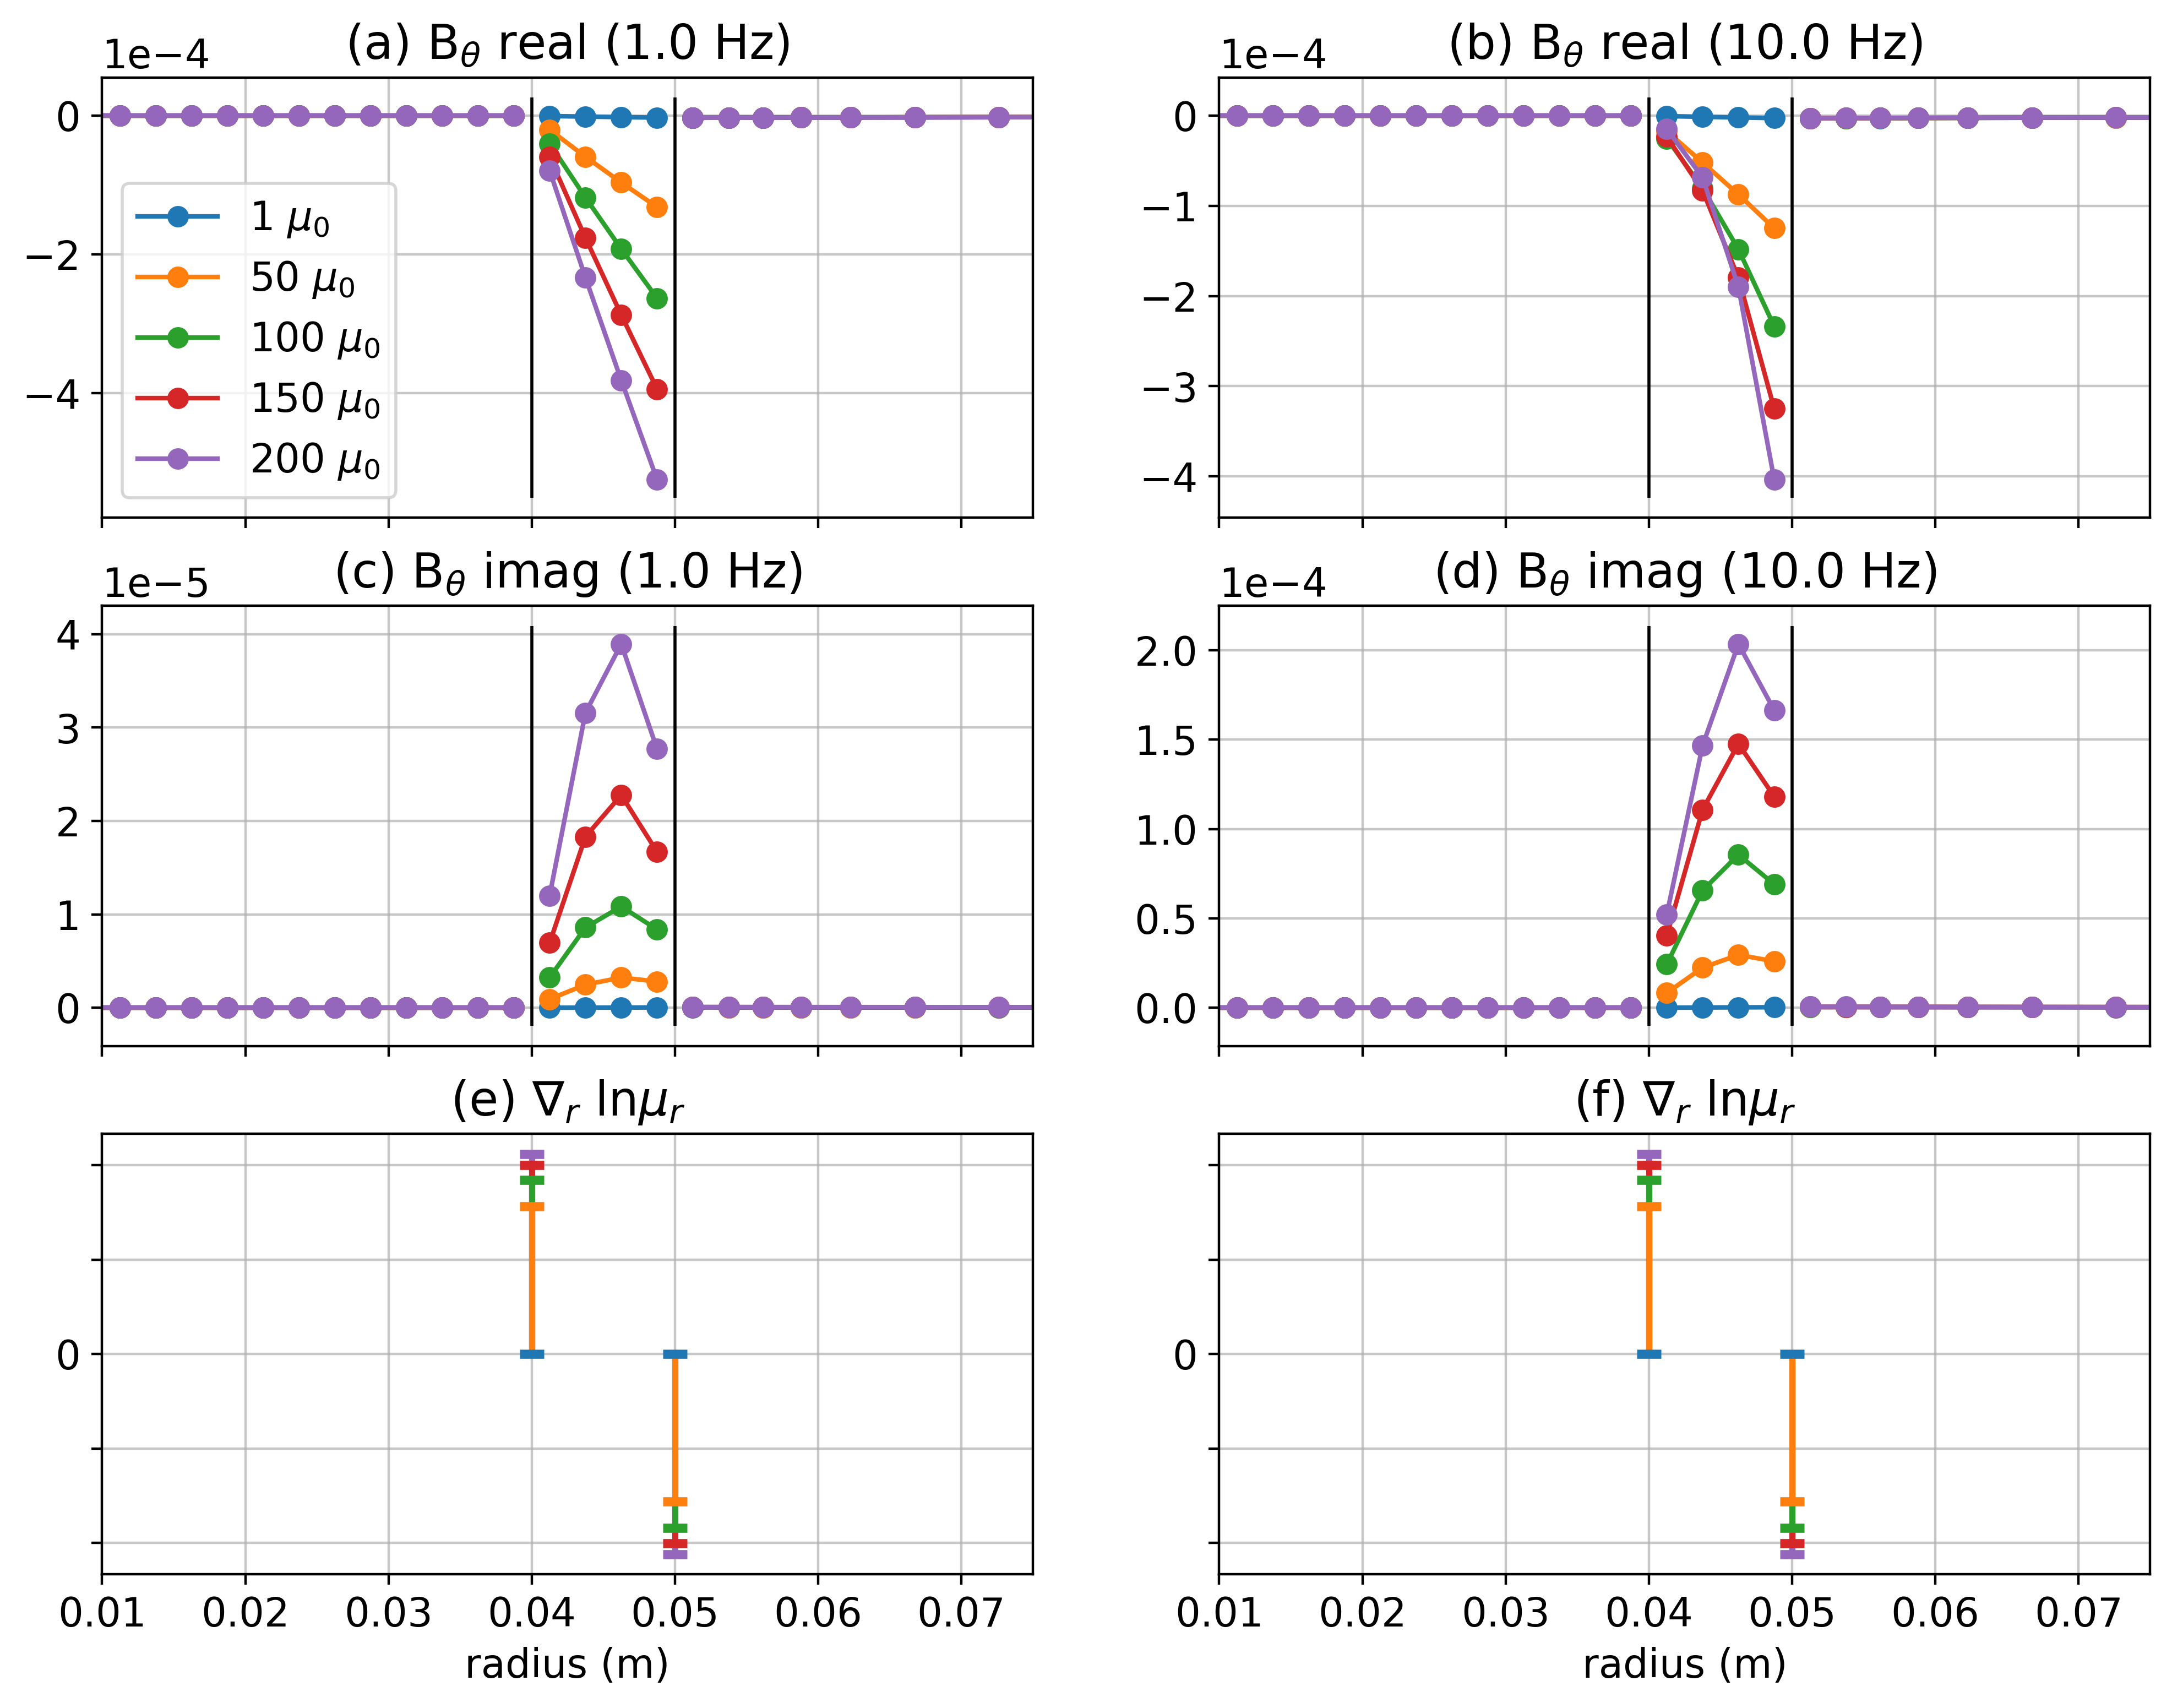 (a) B_θ real (1.0 Hz)
1e−4
0
−2
−4
1 μ₀
50 μ₀
100 μ₀
150 μ₀
200 μ₀
(b) B_θ real (10.0 Hz)
1e−4
0
−1
−2
−3
−4
(c) B_θ imag (1.0 Hz)
1e−5
4
3
2
1
0
(d) B_θ imag (10.0 Hz)
1e−4
2.0
1.5
1.0
0.5
0.0
(e) ∇ᵣ lnμᵣ
0
0.01 0.02 0.03 0.04 0.05 0.06 0.07
radius (m)
(f) ∇ᵣ lnμᵣ
0
0.01 0.02 0.03 0.04 0.05 0.06 0.07
radius (m)